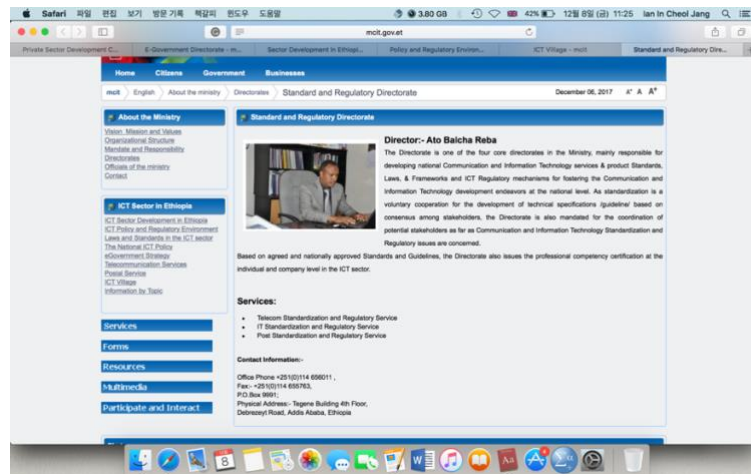 Safari 파일 편집 보기 방문 기록 책갈피 윈도우 도움말 3.80 GB 42% 12월 8일 (금) 11:25 Ian In Cheol Jang
mcit.gov.et
Private Sector Development C... E-Government Directorate - m... Sector Development in Ethiopi... Policy and Regulatory Environ... ICT Village - mcit Standard and Regulatory Dire...
Home Citizens Government Businesses
mcit English About the ministry Directorates Standard and Regulatory Directorate December 06, 2017 A- A A+
About the Ministry
Vision, Mission and Values
Organizational Structure
Mandate and Responsibility
Directorates
Officials of the ministry
Contact
ICT Sector in Ethiopia
ICT Sector Development in Ethiopia
ICT Policy and Regulatory Environment
Laws and Standards in the ICT sector
The National ICT Policy
eGovernment Strategy
Telecommunication Services
Postal Service
ICT Village
Information by Topic
Services
Forms
Resources
Multimedia
Participate and Interact
Standard and Regulatory Directorate
Director:- Ato Balcha Reba
The Directorate is one of the four core directorates in the Ministry, mainly responsible for
developing national Communication and Information Technology services & product Standards,
Laws, & Frameworks and ICT Regulatory mechanisms for fostering the Communication and
Information Technology development endeavors at the national level. As standardization is a
voluntary cooperation for the development of technical specifications /guideline/ based on
consensus among stakeholders, the Directorate is also mandated for the coordination of
potential stakeholders as far as Communication and Information Technology Standardization and
Regulatory issues are concerned.
Based on agreed and nationally approved Standards and Guidelines, the Directorate also issues the professional competency certification at the
individual and company level in the ICT sector.
Services:
Telecom Standardization and Regulatory Service
IT Standardization and Regulatory Service
Post Standardization and Regulatory Service
Contact Information:-
Office Phone +251(0)114 656011 ,
Fax:- +251(0)114 655763,
P.O.Box 9991;
Physical Address:- Tegene Building 4th Floor,
Debrezeyt Road, Addis Ababa, Ethiopia
8